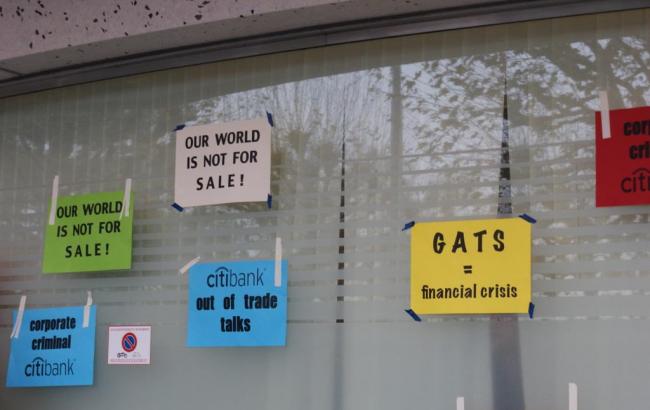 OUR WORLD
IS NOT FOR
SALE!
OUR WORLD
IS NOT FOR
SALE!
citibank
out of trade
talks
corporate
criminal
citibank
GATS
=
financial crisis
citi